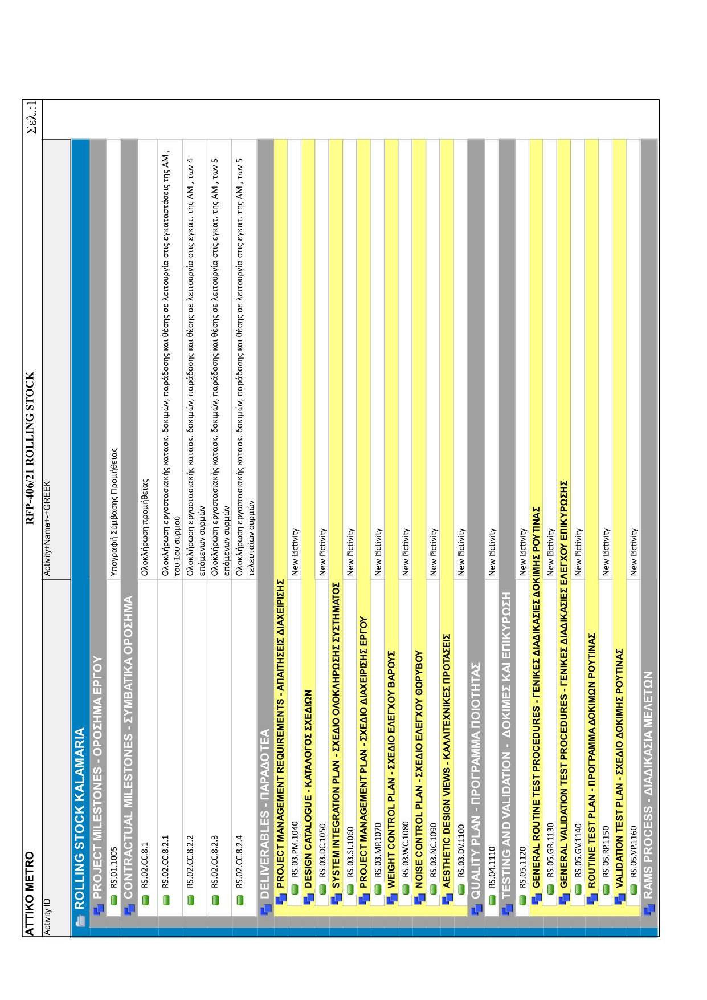 ATTIKO METRO
RFP-406/21 ROLLING STOCK
Σελ.:1
Activity ID
Activity+Name+-+GREEK
ROLLING STOCK KALAMARIA
PROJECT MILESTONES - ΟΡΟΣΗΜΑ ΕΡΓΟΥ
RS.01.1005 Υπογραφή Σύμβασης Προμήθειας
CONTRACTUAL MILESTONES - ΣΥΜΒΑΤΙΚΑ ΟΡΟΣΗΜΑ
RS.02.CC.8.1 Ολοκλήρωση προμήθειας
RS.02.CC.8.2.1 Ολοκλήρωση εργοστασιακής κατασκ. δοκιμών, παράδοσης και θέσης σε λειτουργία στις εγκαταστάσεις της ΑΜ ,
του 1ου συρμού
RS.02.CC.8.2.2 Ολοκλήρωση εργοστασιακής κατασκ. δοκιμών, παράδοσης και θέσης σε λειτουργία στις εγκατ. της ΑΜ , των 4
επόμενων συρμών
RS.02.CC.8.2.3 Ολοκλήρωση εργοστασιακής κατασκ. δοκιμών, παράδοσης και θέσης σε λειτουργία στις εγκατ. της ΑΜ , των 5
επόμενων συρμών
RS.02.CC.8.2.4 Ολοκλήρωση εργοστασιακής κατασκ. δοκιμών, παράδοσης και θέσης σε λειτουργία στις εγκατ. της ΑΜ , των 5
τελευταίων συρμών
DELIVERABLES - ΠΑΡΑΔΟΤΕΑ
PROJECT MANAGEMENT REQUIREMENTS - ΑΠΑΙΤΗΣΕΙΣ ΔΙΑΧΕΙΡΙΣΗΣ
RS.03.PM.1040 New ⍰ctivity
DESIGN CATALOGUE - ΚΑΤΑΛΟΓΟΣ ΣΧΕΔΙΩΝ
RS.03.DC.1050 New ⍰ctivity
SYSTEM INTEGRATION PLAN - ΣΧΕΔΙΟ ΟΛΟΚΛΗΡΩΣΗΣ ΣΥΣΤΗΜΑΤΟΣ
RS.03.SI.1060 New ⍰ctivity
PROJECT MANAGEMENT PLAN - ΣΧΕΔΙΟ ΔΙΑΧΕΙΡΙΣΗΣ ΕΡΓΟΥ
RS.03.MP.1070 New ⍰ctivity
WEIGHT CONTROL PLAN - ΣΧΕΔΙΟ ΕΛΕΓΧΟΥ ΒΑΡΟΥΣ
RS.03.WC.1080 New ⍰ctivity
NOISE CONTROL PLAN - ΣΧΕΔΙΟ ΕΛΕΓΧΟΥ ΘΟΡΥΒΟΥ
RS.03.NC.1090 New ⍰ctivity
AESTHETIC DESIGN VIEWS - ΚΑΛΛΙΤΕΧΝΙΚΕΣ ΠΡΟΤΑΣΕΙΣ
RS.03.DV.1100 New ⍰ctivity
QUALITY PLAN - ΠΡΟΓΡΑΜΜΑ ΠΟΙΟΤΗΤΑΣ
RS.04.1110 New ⍰ctivity
TESTING AND VALIDATION - ΔΟΚΙΜΕΣ ΚΑΙ ΕΠΙΚΥΡΩΣΗ
RS.05.1120 New ⍰ctivity
GENERAL ROUTINE TEST PROCEDURES - ΓΕΝΙΚΕΣ ΔΙΑΔΙΚΑΣΙΕΣ ΔΟΚΙΜΗΣ ΡΟΥΤΙΝΑΣ
RS.05.GR.1130 New ⍰ctivity
GENERAL VALIDATION TEST PROCEDURES - ΓΕΝΙΚΕΣ ΔΙΑΔΙΚΑΣΙΕΣ ΕΛΕΓΧΟΥ ΕΠΙΚΥΡΩΣΗΣ
RS.05.GV.1140 New ⍰ctivity
ROUTINE TEST PLAN - ΠΡΟΓΡΑΜΜΑ ΔΟΚΙΜΩΝ ΡΟΥΤΙΝΑΣ
RS.05.RP.1150 New ⍰ctivity
VALIDATION TEST PLAN - ΣΧΕΔΙΟ ΔΟΚΙΜΗΣ ΡΟΥΤΙΝΑΣ
RS.05.VP.1160 New ⍰ctivity
RAMS PROCESS - ΔΙΑΔΙΚΑΣΙΑ ΜΕΛΕΤΩΝ